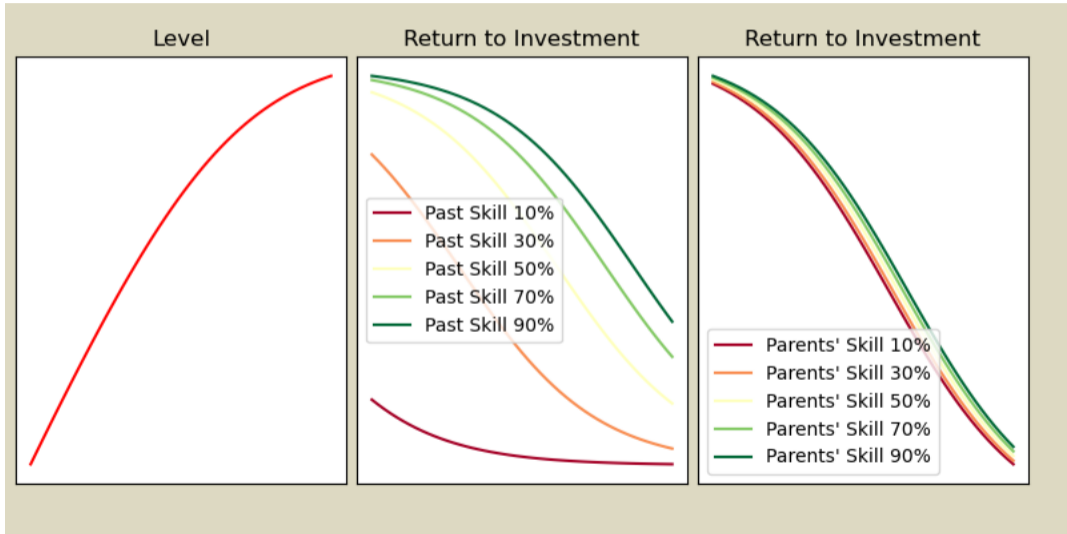 Level
Return to Investment
Return to Investment
Past Skill 10%
Past Skill 30%
Past Skill 50%
Past Skill 70%
Past Skill 90%
Parents' Skill 10%
Parents' Skill 30%
Parents' Skill 50%
Parents' Skill 70%
Parents' Skill 90%